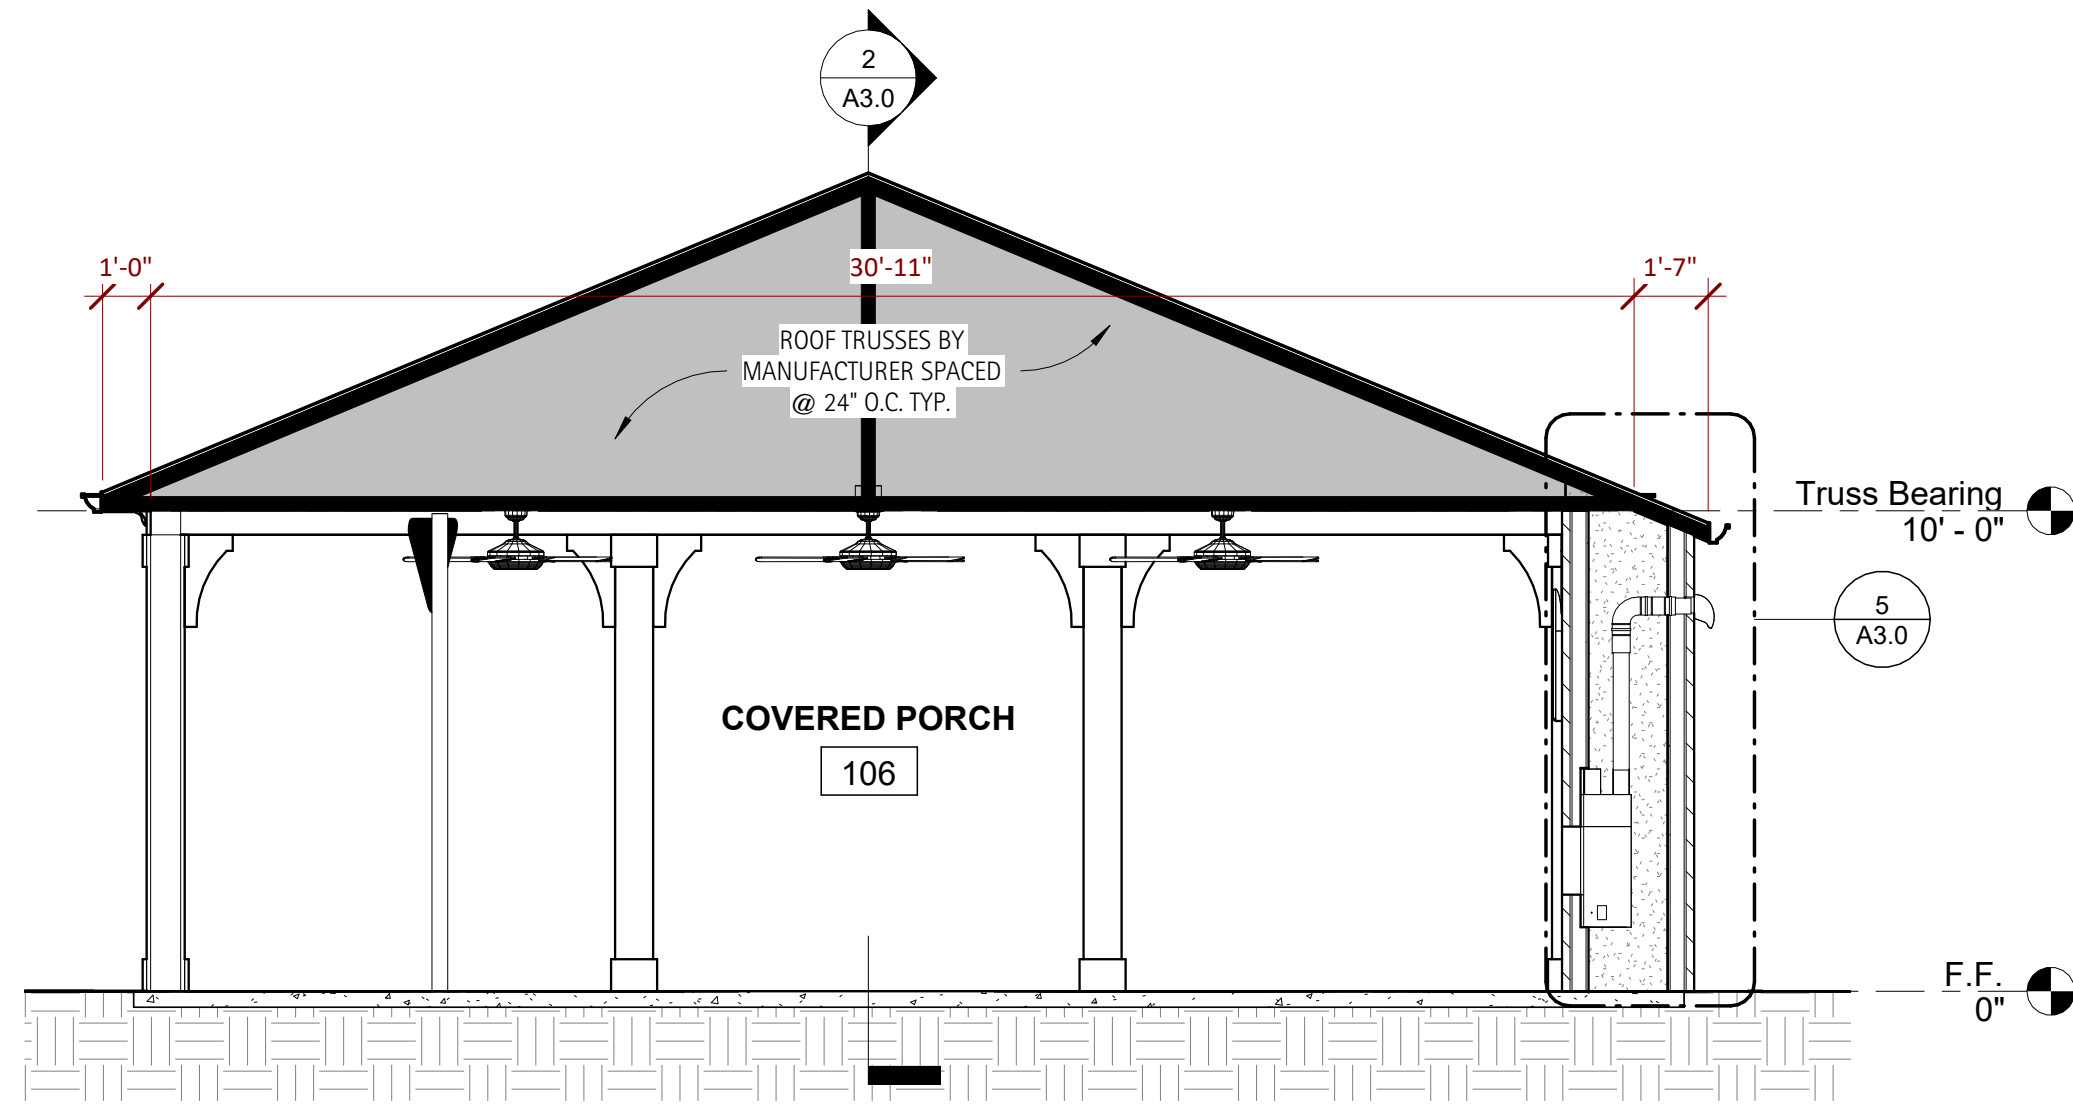 2
A3.0
1'-0"
30'-11"
1'-7"
ROOF TRUSSES BY
MANUFACTURER SPACED
@ 24" O.C. TYP.
Truss Bearing
10' - 0"
5
A3.0
COVERED PORCH
106
F.F.
0"